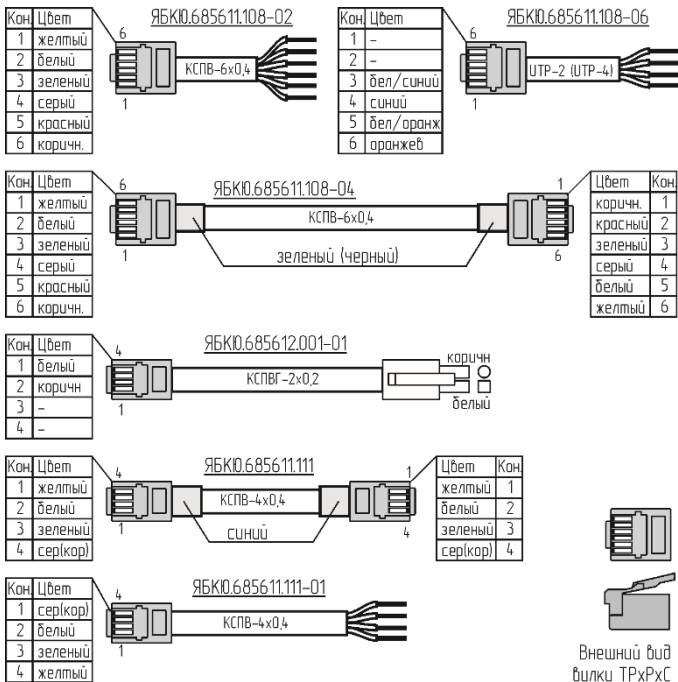 ЯБКЮ.685611.108-02
Кон. Цвет
1 желтый
2 белый
3 зеленый
4 серый
5 красный
6 коричн.
6
1
КСПВ-6х0,4
ЯБКЮ.685611.108-06
Кон. Цвет
1 -
2 -
3 бел/синий
4 синий
5 бел/оранж
6 оранжев
6
1
UTP-2 (UTP-4)
ЯБКЮ.685611.108-04
Кон. Цвет
1 желтый
2 белый
3 зеленый
4 серый
5 красный
6 коричн.
6
1
КСПВ-6х0,4
зеленый (черный)
1
6
Цвет Кон.
коричн. 1
красный 2
зеленый 3
серый 4
белый 5
желтый 6
ЯБКЮ.685612.001-01
Кон. Цвет
1 белый
2 коричн
3 -
4 -
4
1
КСПВГ-2х0,2
коричн
белый
ЯБКЮ.685611.111
Кон. Цвет
1 желтый
2 белый
3 зеленый
4 сер(кор)
4
1
КСПВ-4х0,4
синий
1
4
Цвет Кон.
желтый 1
белый 2
зеленый 3
сер(кор) 4
ЯБКЮ.685611.111-01
Кон. Цвет
1 сер(кор)
2 белый
3 зеленый
4 желтый
4
1
КСПВ-4х0,4
Внешний вид
вилки ТРхРхС